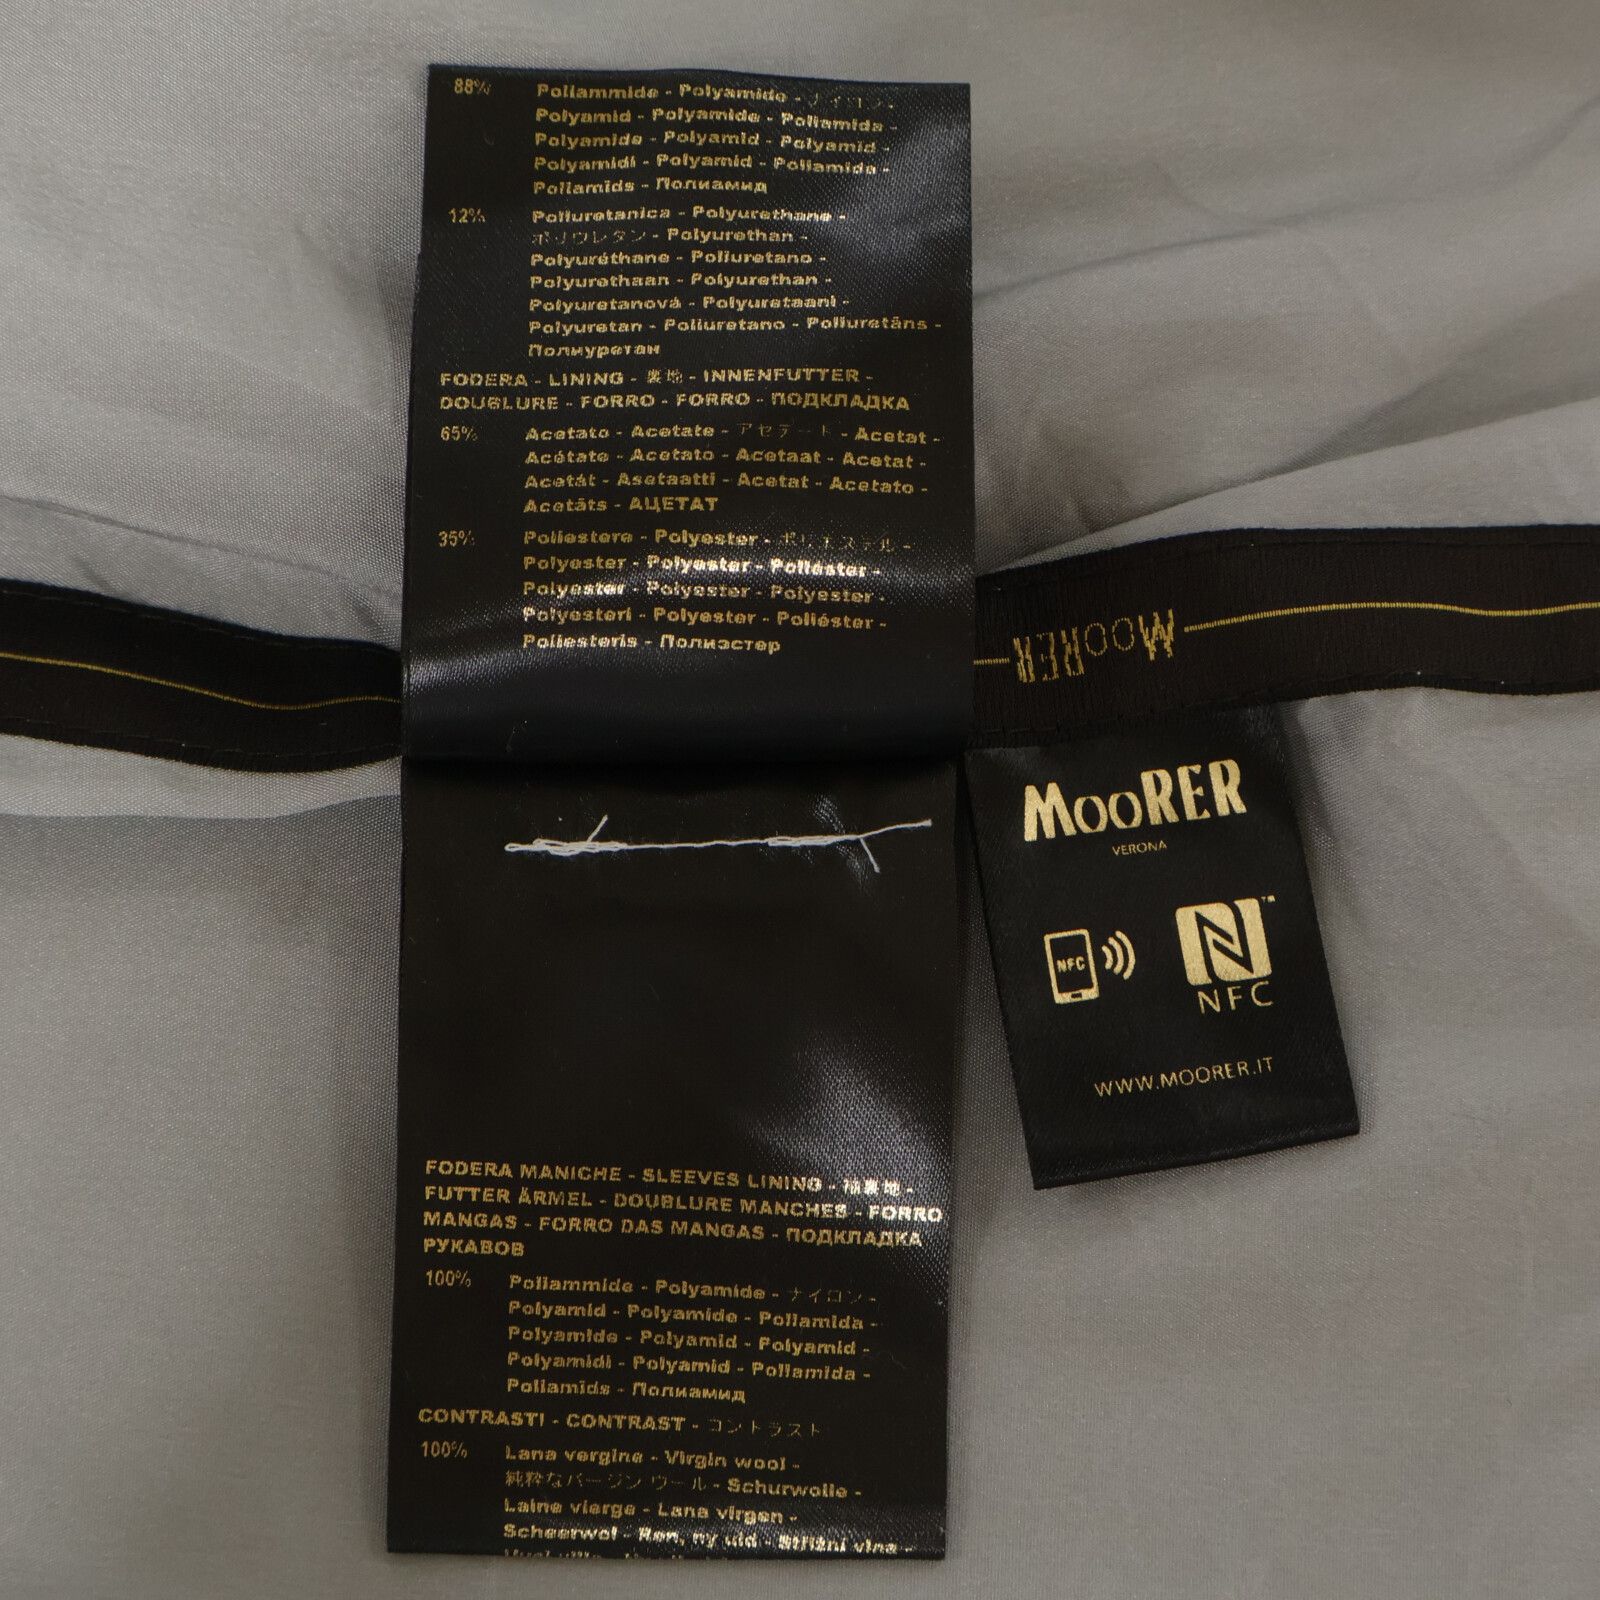 88% Poliammide - Polyamide - ナイロン -
Polyamid - Polyamide - Poliamida -
Polyamide - Polyamid - Polyamid -
Polyamidi - Polyamid - Poliamida -
Poliamīds - Полиамид
12% Poliuretanica - Polyurethane -
ポリウレタン - Polyurethan -
Polyuréthane - Poliuretano -
Polyurethaan - Polyurethan -
Polyuretanová - Polyuretaani -
Polyuretan - Poliuretano - Poliuretāns -
Полиуретан
FODERA - LINING - 裏地 - INNENFUTTER -
DOUBLURE - FORRO - FORRO - ПОДКЛАДКА
65% Acetato - Acetate - アセテート - Acetat -
Acétate - Acetato - Acetaat - Acetat -
Acetát - Asetaatti - Acetat - Acetato -
Acetāts - АЦЕТАТ
35% Poliestere - Polyester - ポリエステル -
Polyester - Polyester - Poliéster -
Polyester - Polyester - Polyester -
Polyesteri - Polyester - Poliéster -
Poliesteris - Полиэстер
MOORER
MOORER
VERONA
NFC
NFC
WWW.MOORER.IT
FODERA MANICHE - SLEEVES LINING - 袖裏地 -
FUTTER ÄRMEL - DOUBLURE MANCHES - FORRO
MANGAS - FORRO DAS MANGAS - ПОДКЛАДКА
РУКАВОВ
100% Poliammide - Polyamide - ナイロン -
Polyamid - Polyamide - Poliamida -
Polyamide - Polyamid - Polyamid -
Polyamidi - Polyamid - Poliamida -
Poliamīds - Полиамид
CONTRASTI - CONTRAST - コントラスト
100% Lana vergine - Virgin wool -
純粋なバージン ウール - Schurwolle -
Laine vierge - Lana virgen -
Scheerwol - Ren, ny uld - Střižní vlna -